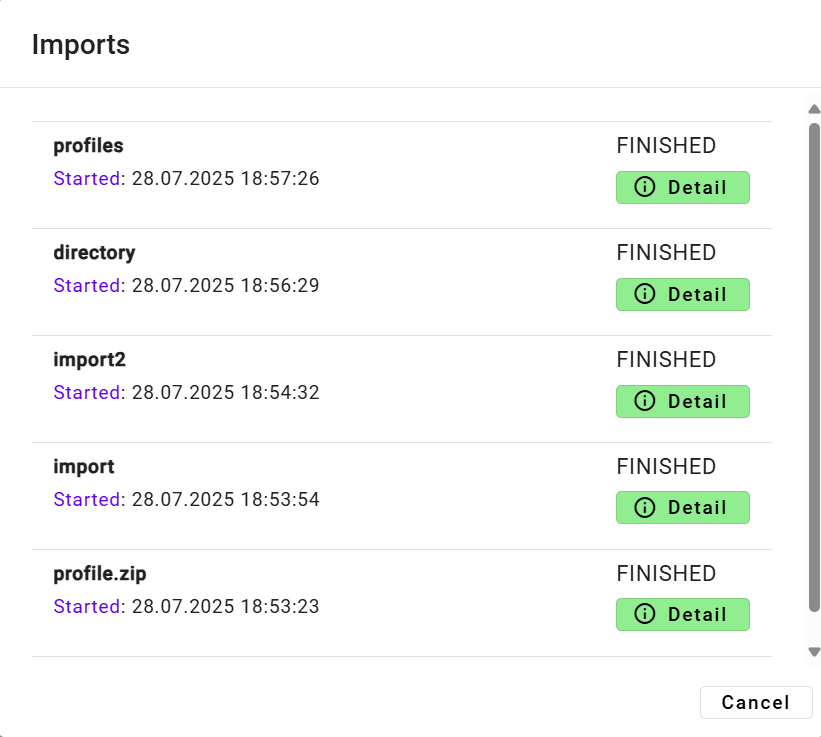 Imports
profiles
FINISHED
Started: 28.07.2025 18:57:26
Detail
directory
FINISHED
Started: 28.07.2025 18:56:29
Detail
import2
FINISHED
Started: 28.07.2025 18:54:32
Detail
import
FINISHED
Started: 28.07.2025 18:53:54
Detail
profile.zip
FINISHED
Started: 28.07.2025 18:53:23
Detail
Cancel